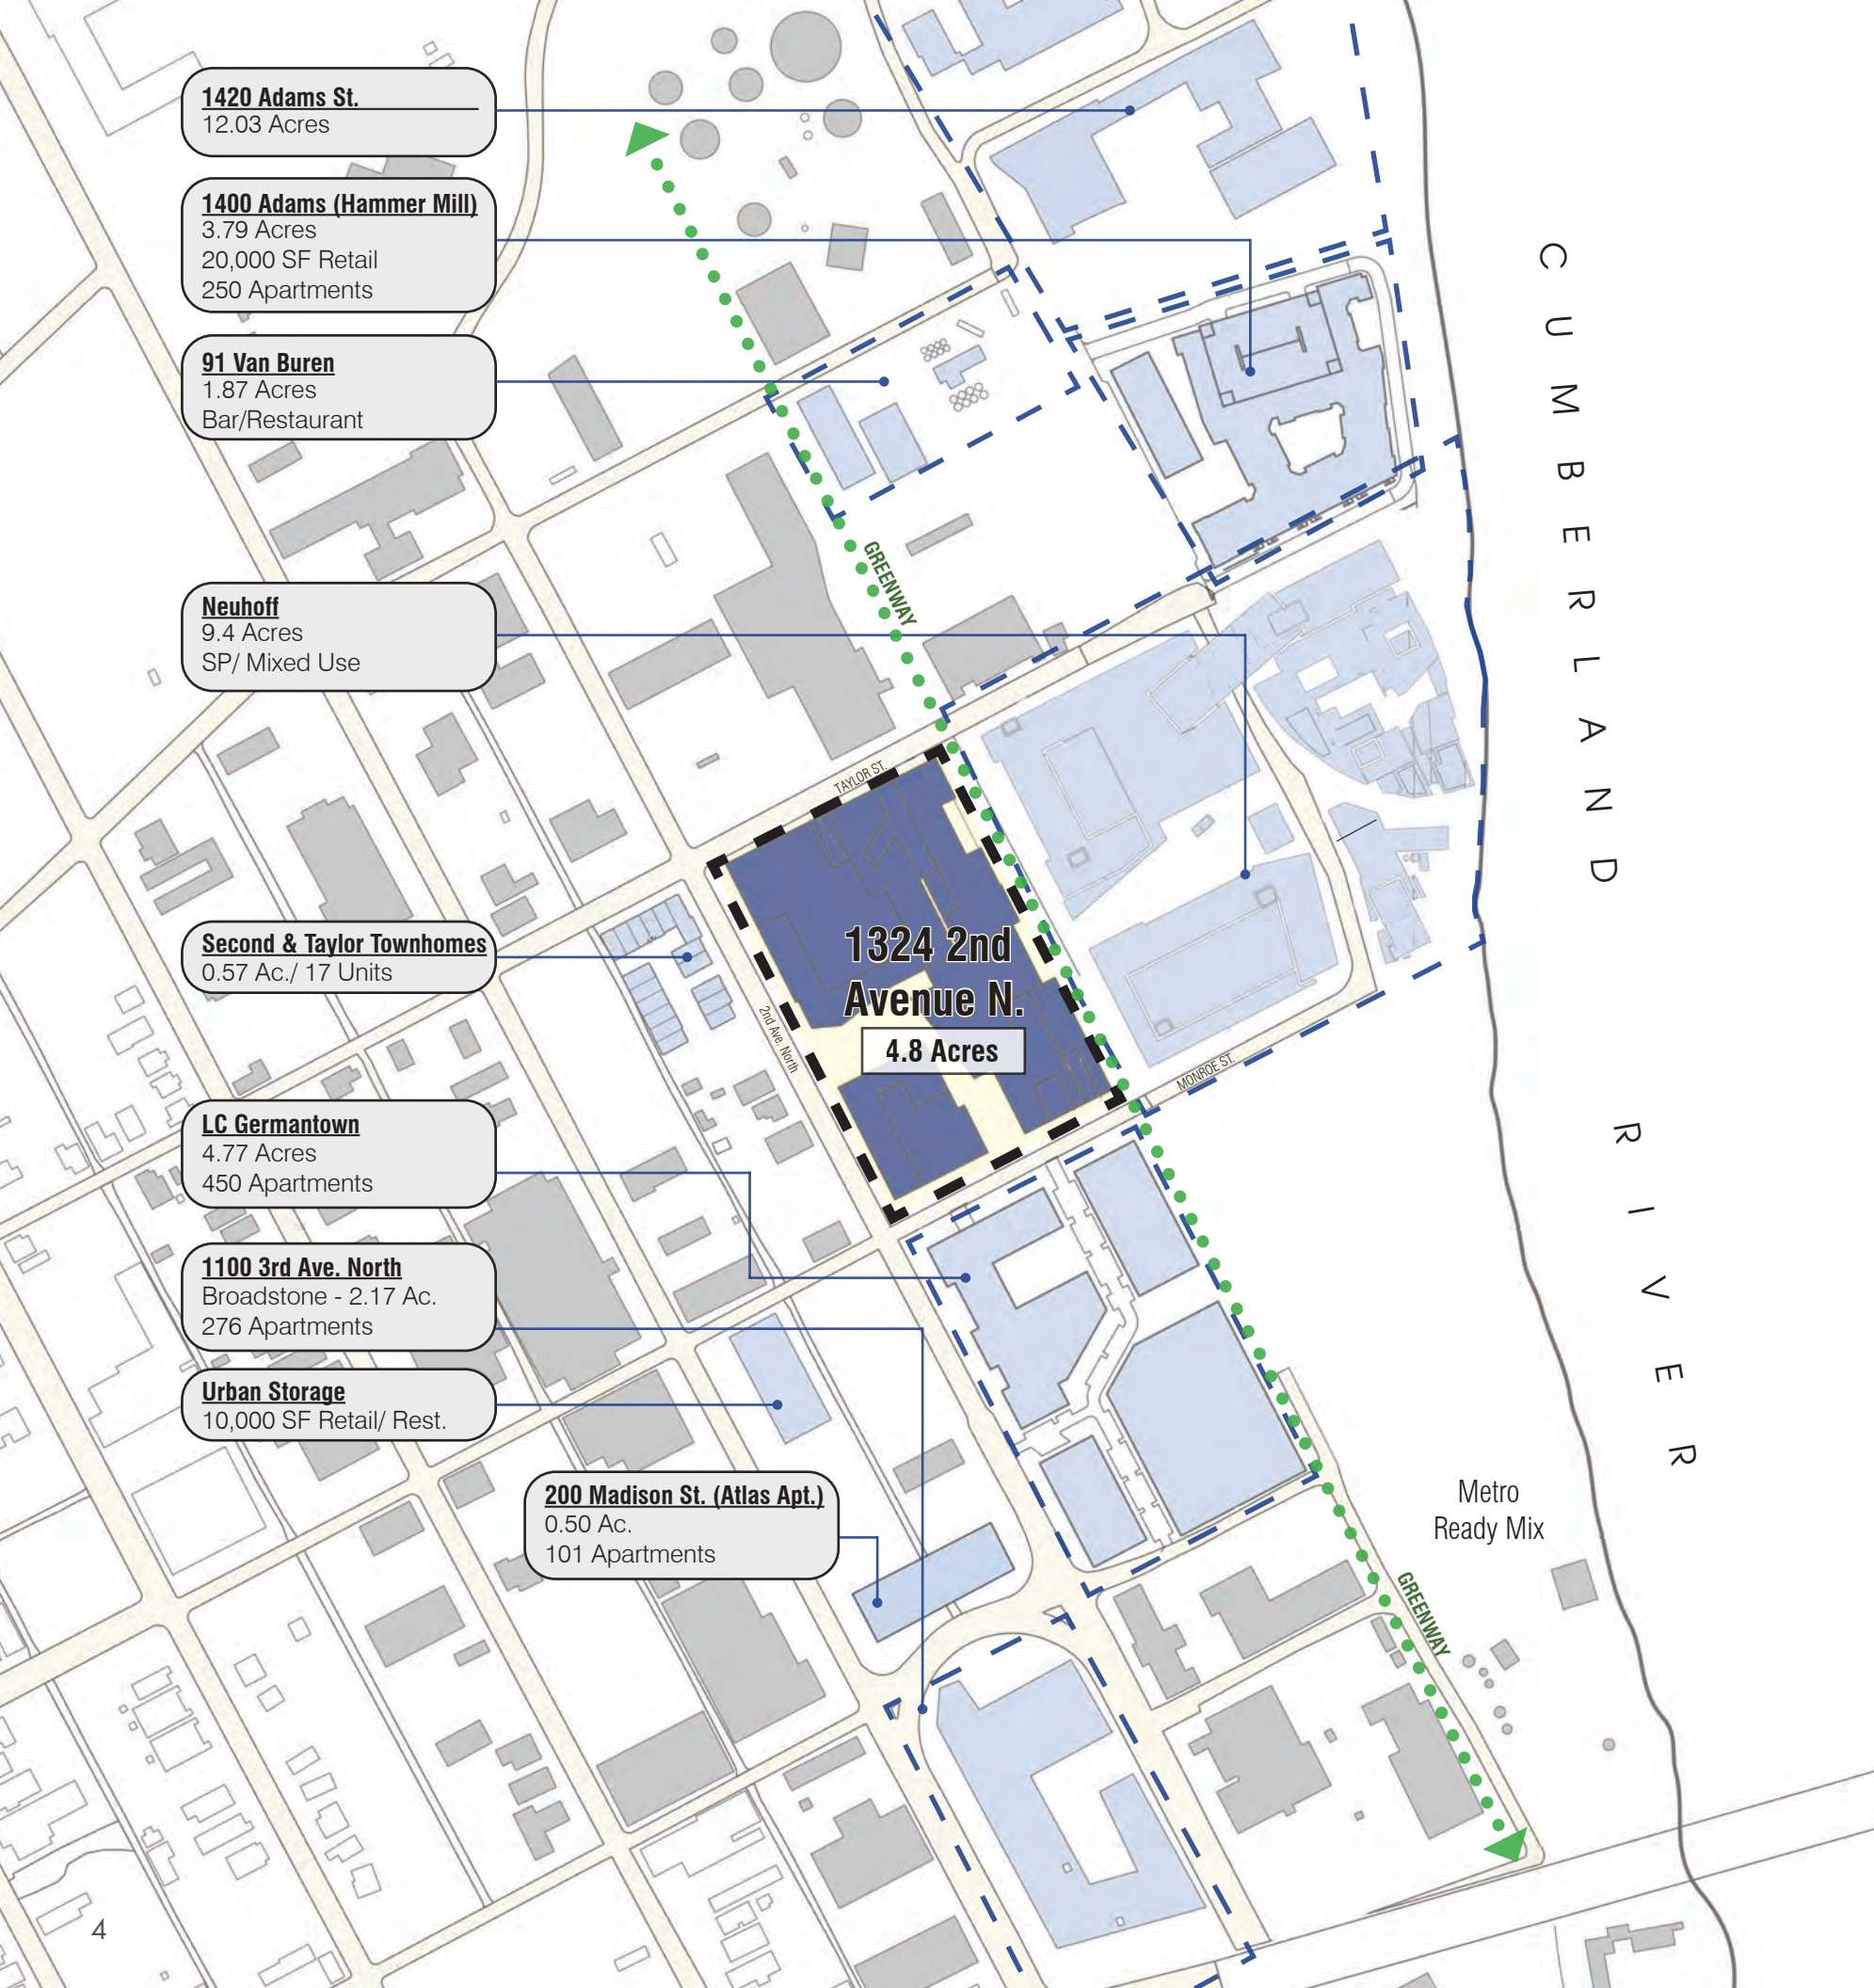 1420 Adams St.
12.03 Acres
1400 Adams (Hammer Mill)
3.79 Acres
20,000 SF Retail
250 Apartments
91 Van Buren
1.87 Acres
Bar/Restaurant
Neuhoff
9.4 Acres
SP/ Mixed Use
Second & Taylor Townhomes
0.57 Ac./ 17 Units
LC Germantown
4.77 Acres
450 Apartments
1100 3rd Ave. North
Broadstone - 2.17 Ac.
276 Apartments
Urban Storage
10,000 SF Retail/ Rest.
200 Madison St. (Atlas Apt.)
0.50 Ac.
101 Apartments
GREENWAY
TAYLOR ST.
1324 2nd
Avenue N.
4.8 Acres
2nd Ave. North
MONROE ST.
CUMBERLAND RIVER
Metro
Ready Mix
GREENWAY
4